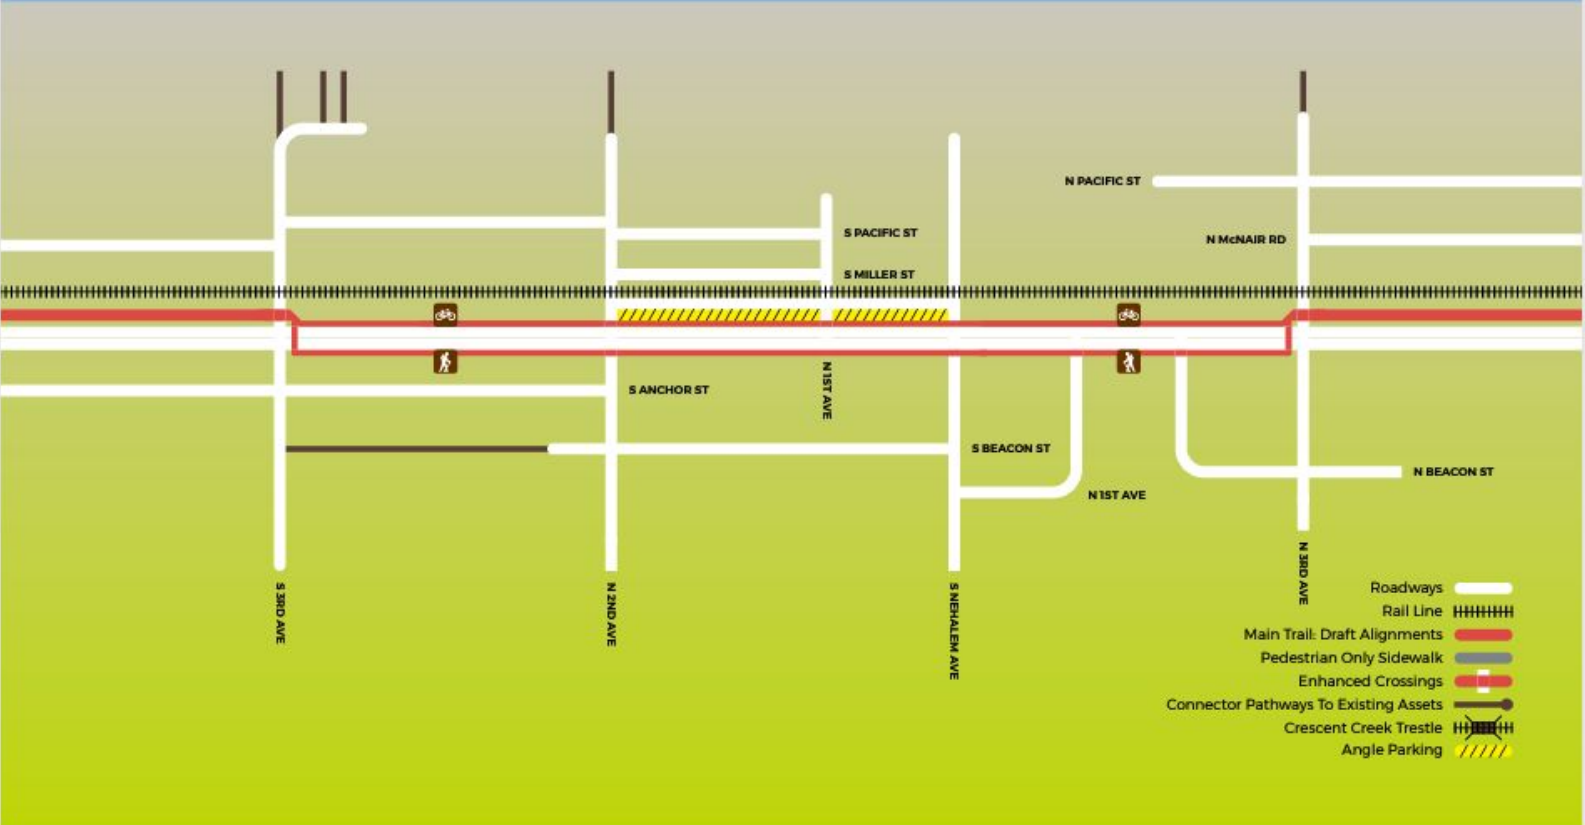 N PACIFIC ST
S PACIFIC ST
N McNAIR RD
S MILLER ST
N 1ST AVE
S ANCHOR ST
S BEACON ST
N BEACON ST
N 1ST AVE
S 3RD AVE
N 2ND AVE
S NEHALEM AVE
N 3RD AVE
Roadways
Rail Line
Main Trail: Draft Alignments
Pedestrian Only Sidewalk
Enhanced Crossings
Connector Pathways To Existing Assets
Crescent Creek Trestle
Angle Parking